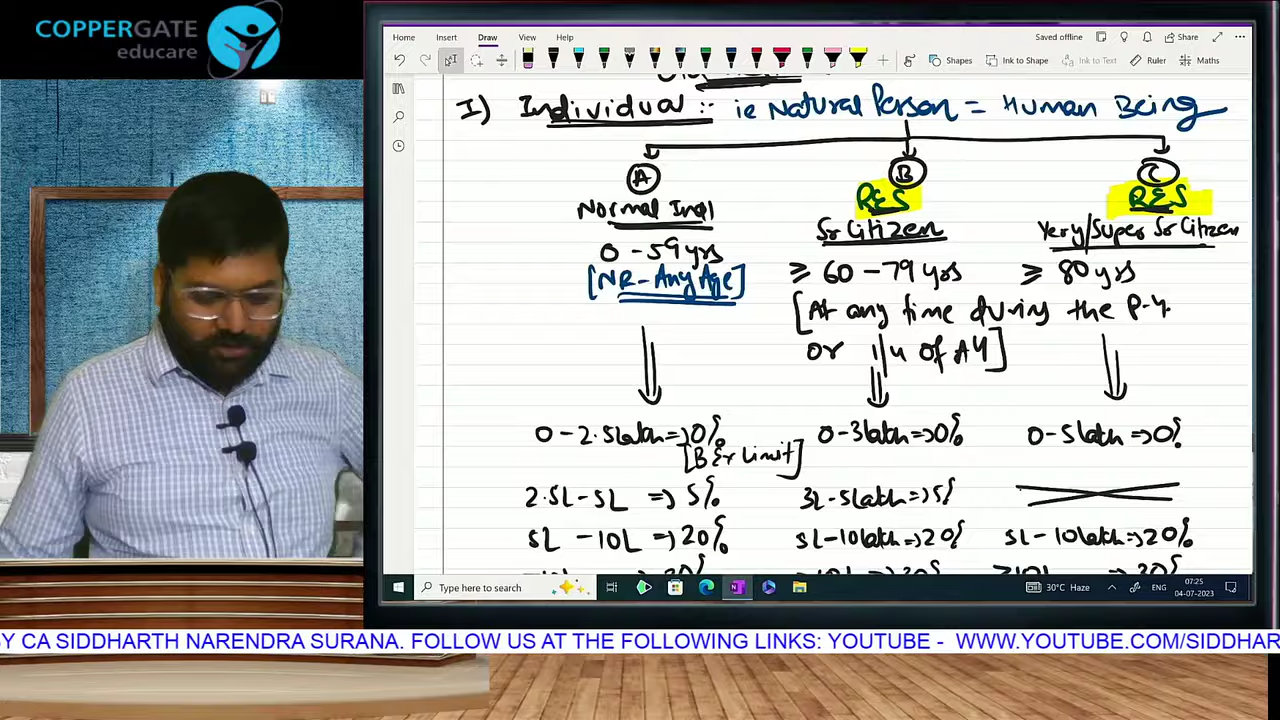 COPPERGATE
educare
Home Insert Draw View Help
Saved offline
Share
Shapes
Ink to Shape
Ink to Text
Ruler
Maths
I) Individual :- ie Natural Person = Human Being
A B C
RES RES
Normal Indl Sr Citizen Very/Super Sr Citizen
0 - 59 yrs ≥ 60 - 79 yrs ≥ 80 yrs
[NR - Any Age] [At any time during the P.Y.
or 1/4 of AY]
0 - 2.5 lakh => 0% 0 - 3 lakh => 0% 0 - 5 lakh => 0%
[B Ex Limit]
2.5L - 5L => 5% 3L - 5 lakh => 5%
5L - 10L => 20% 5L - 10 lakh => 20% 5L - 10 lakh => 20%
Type here to search
30°C Haze
ENG
07:25
04-07-2023
BY CA SIDDHARTH NARENDRA SURANA. FOLLOW US AT THE FOLLOWING LINKS: YOUTUBE - WWW.YOUTUBE.COM/SIDDHAR